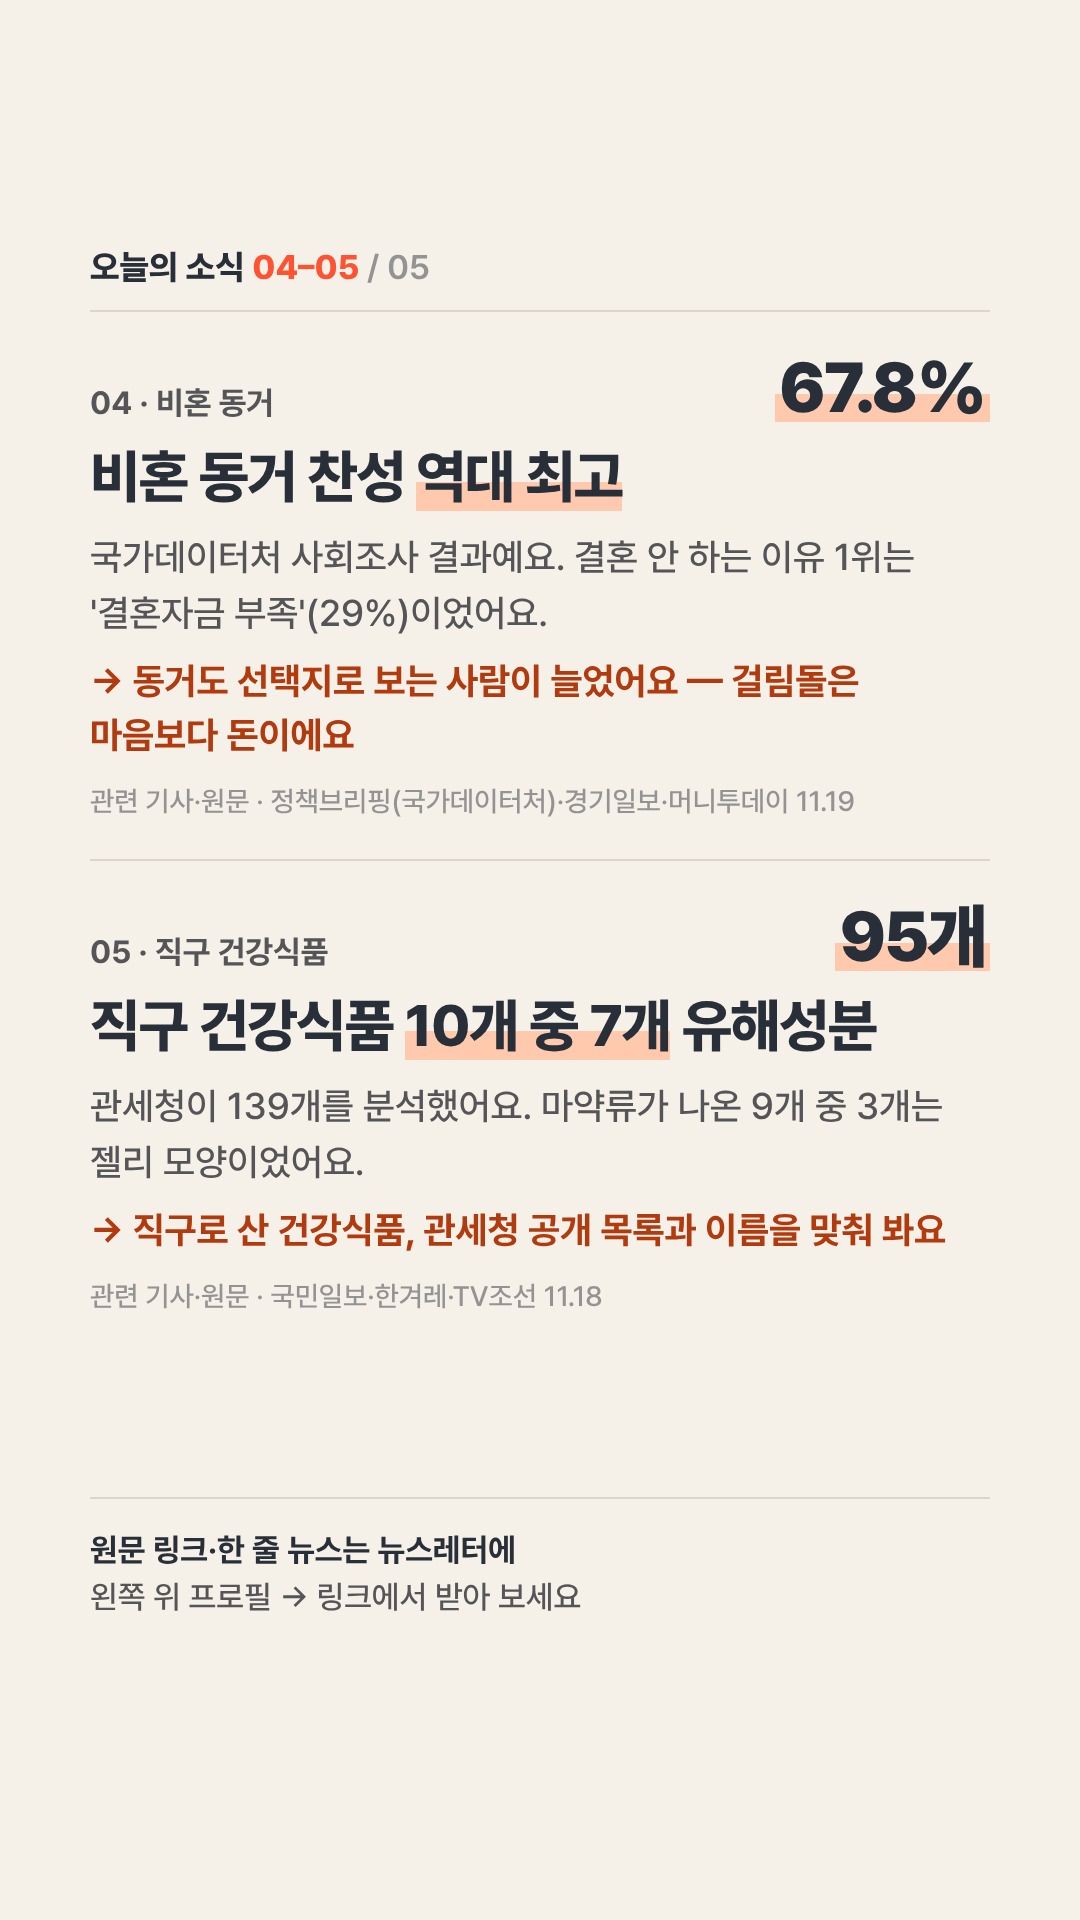 오늘의 소식 04–05 / 05
04 · 비혼 동거
67.8%
비혼 동거 찬성 역대 최고
국가데이터처 사회조사 결과예요. 결혼 안 하는 이유 1위는
'결혼자금 부족'(29%)이었어요.
→ 동거도 선택지로 보는 사람이 늘었어요 — 걸림돌은
마음보다 돈이에요
관련 기사·원문 · 정책브리핑(국가데이터처)·경기일보·머니투데이 11.19
05 · 직구 건강식품
95개
직구 건강식품 10개 중 7개 유해성분
관세청이 139개를 분석했어요. 마약류가 나온 9개 중 3개는
젤리 모양이었어요.
→ 직구로 산 건강식품, 관세청 공개 목록과 이름을 맞춰 봐요
관련 기사·원문 · 국민일보·한겨레·TV조선 11.18
원문 링크·한 줄 뉴스는 뉴스레터에
왼쪽 위 프로필 → 링크에서 받아 보세요